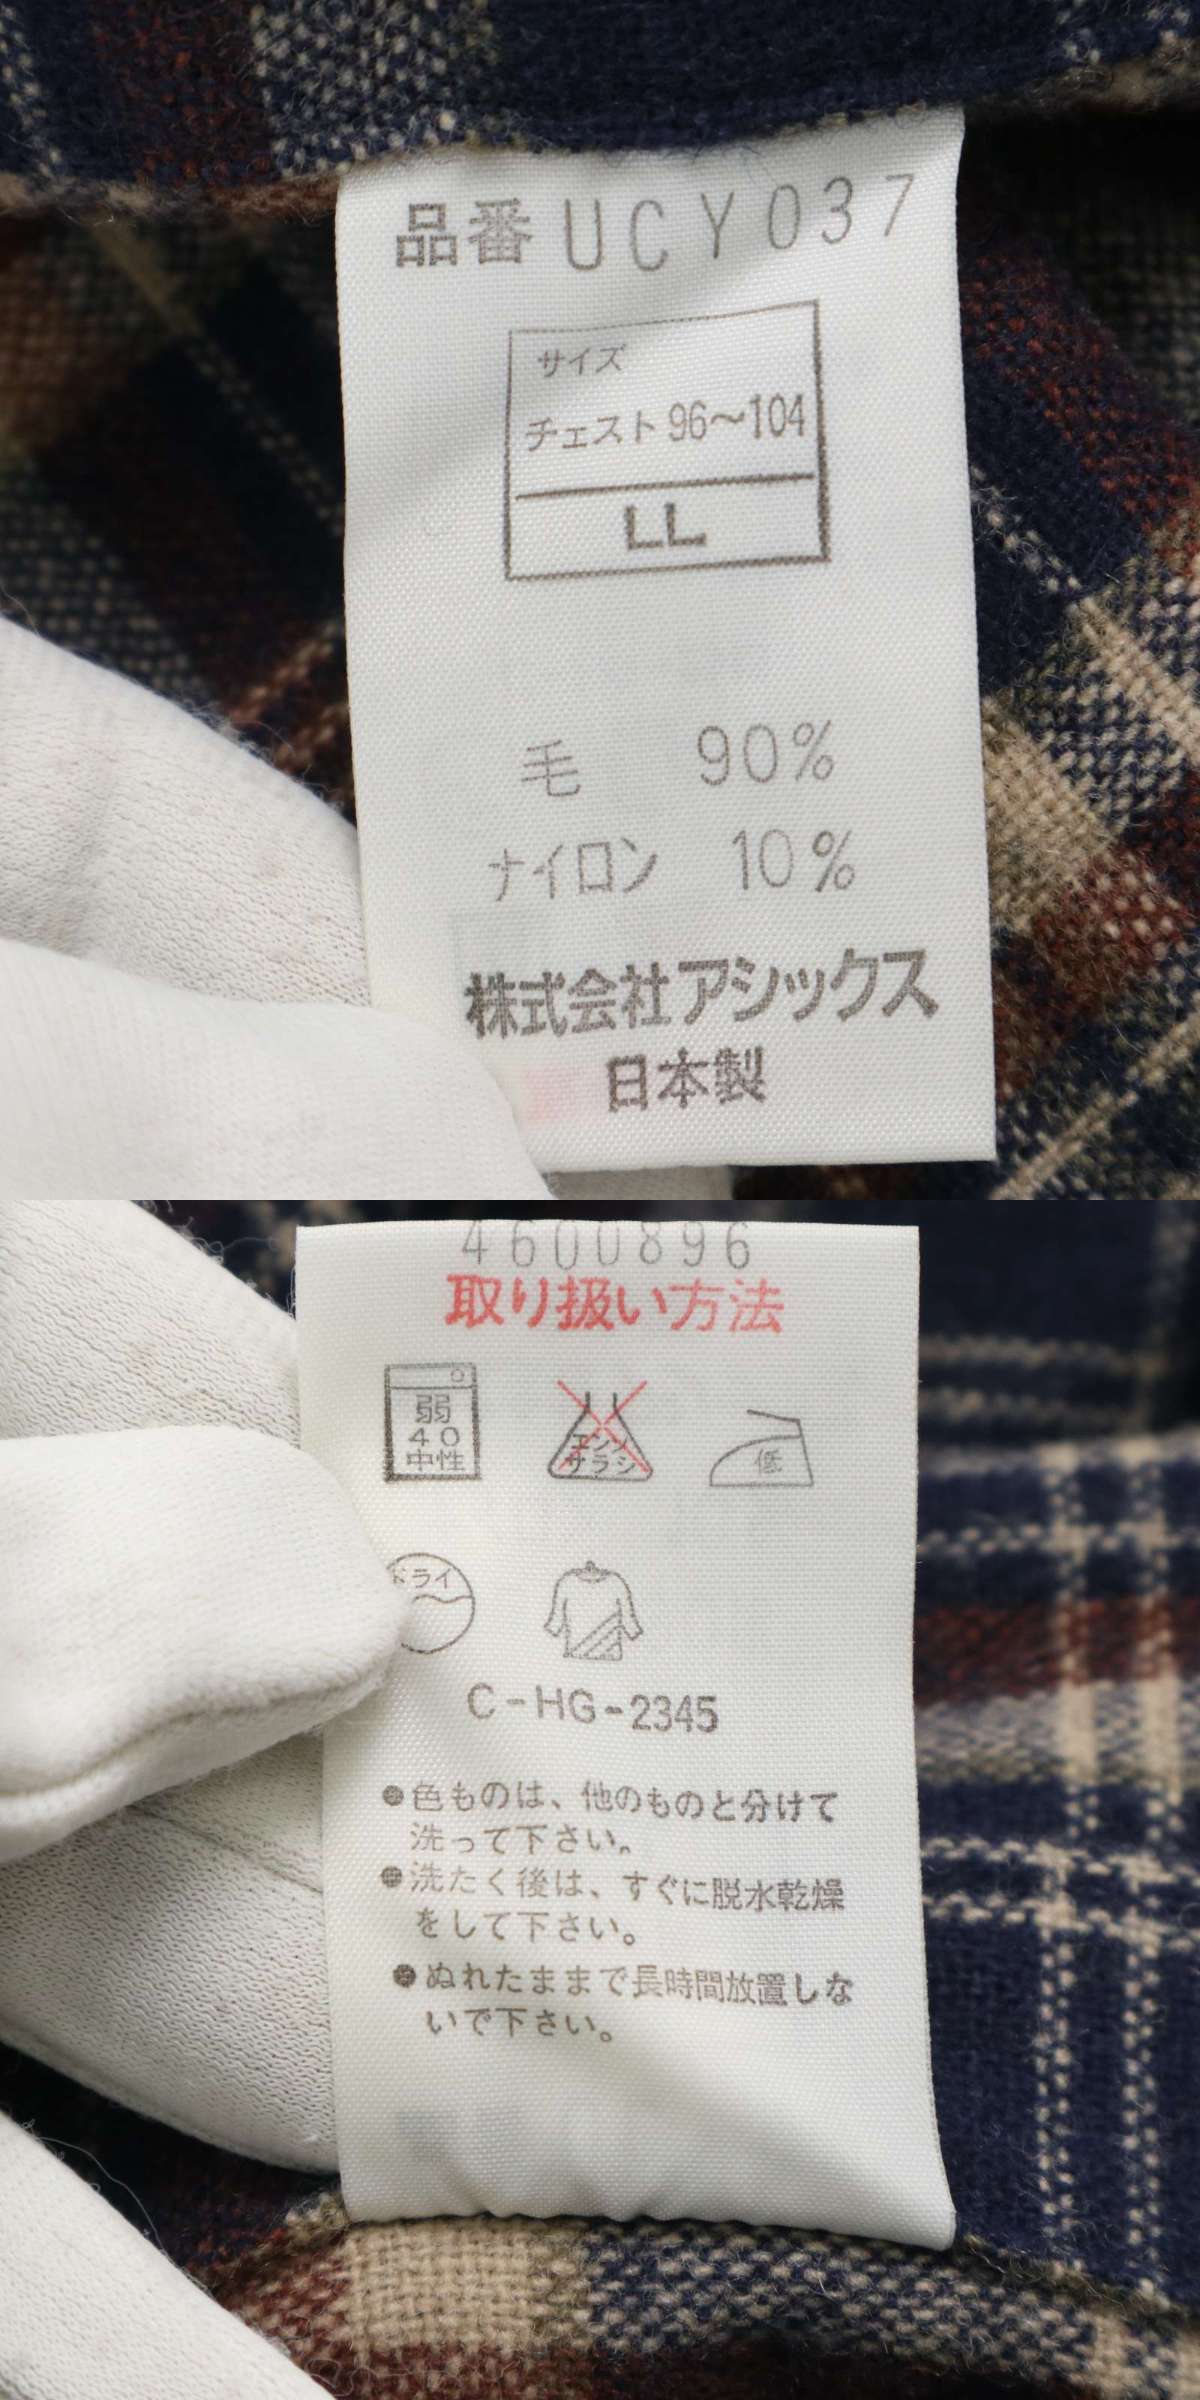 品番 UCY037
サイズ
チェスト 96～104
LL
毛 90%
ナイロン 10%
株式会社アシックス
日本製
4600896
取り扱い方法
弱
40
中性
エンソ
サラシ
低
ドライ
C-HG-2345
●色ものは、他のものと分けて
洗って下さい。
●洗たく後は、すぐに脱水乾燥
をして下さい。
●ぬれたままで長時間放置しな
いで下さい。